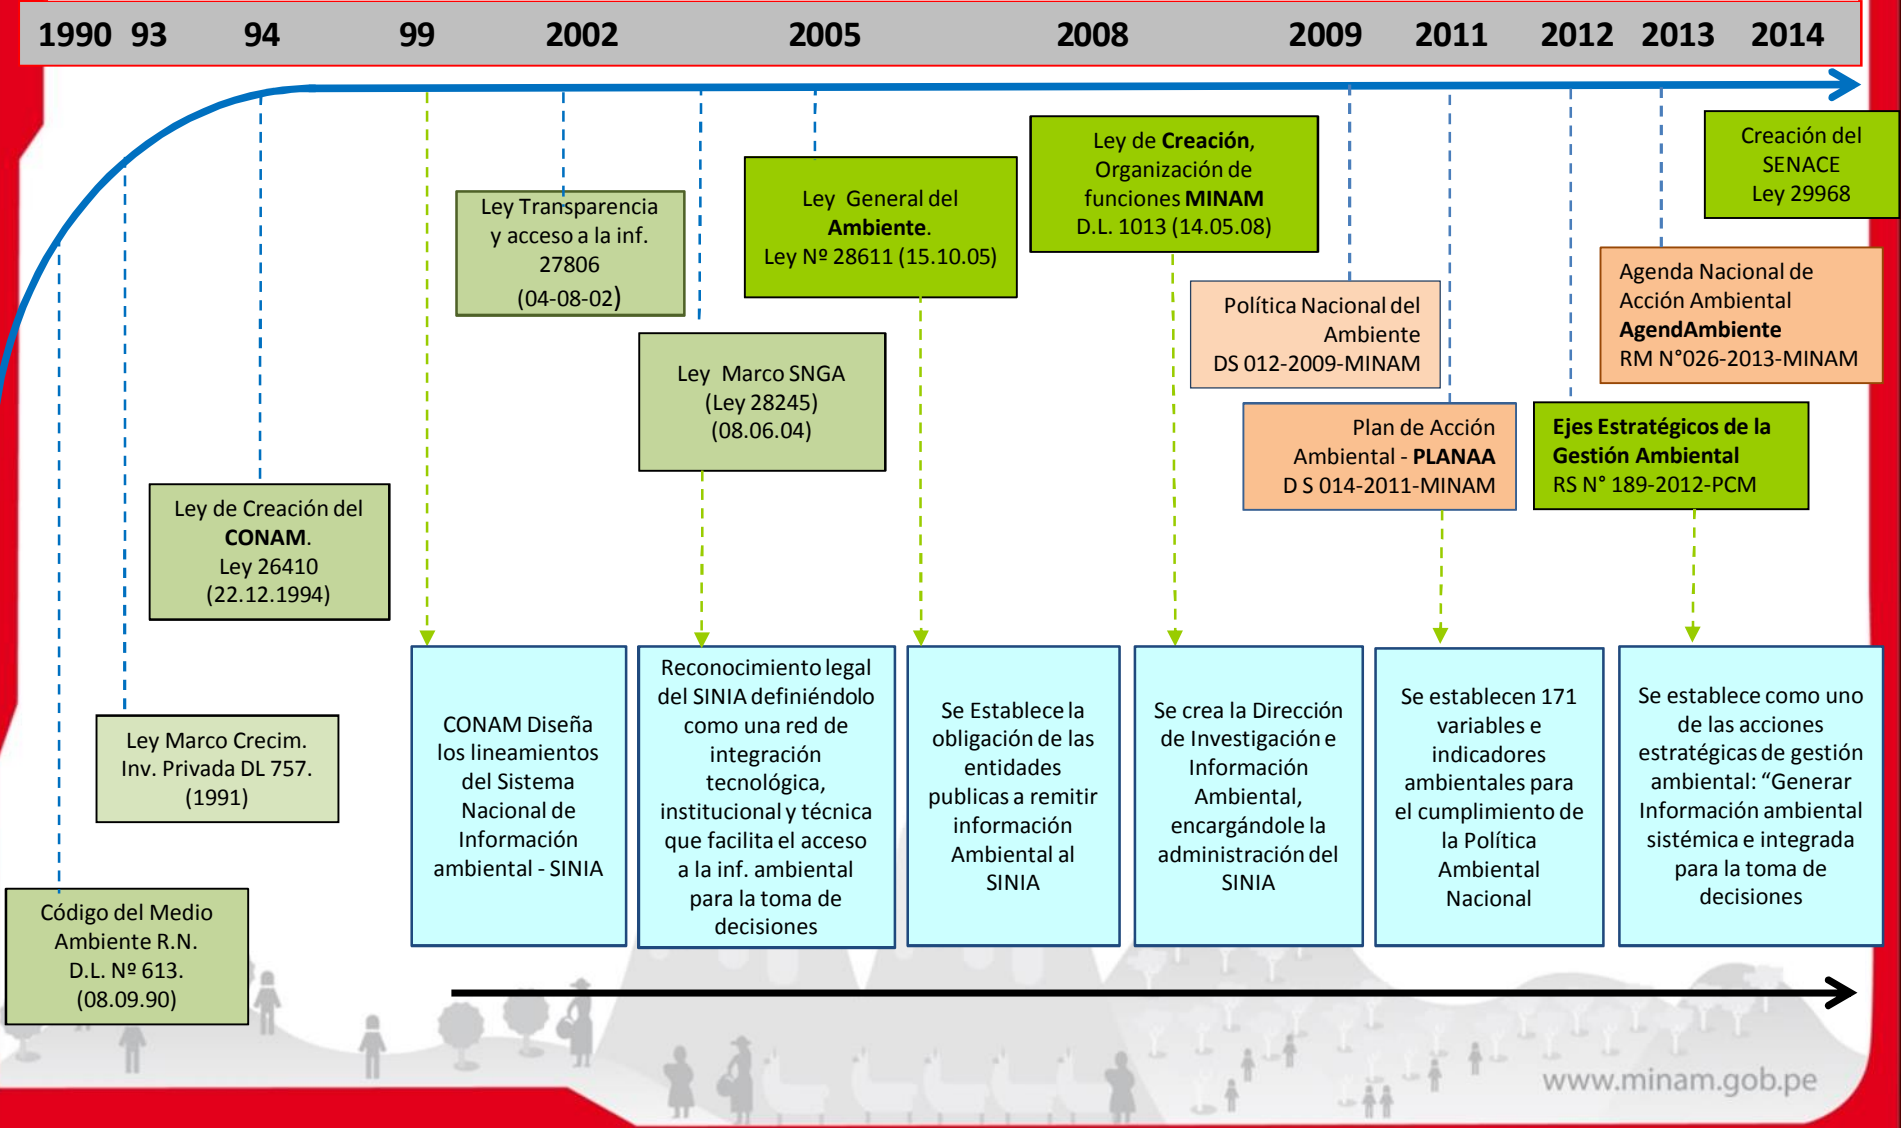 1990 93 94 99 2002 2005 2008 2009 2011 2012 2013 2014
Creación del
SENACE
Ley 29968
Ley de Creación,
Organización de
funciones MINAM
D.L. 1013 (14.05.08)
Ley General del
Ambiente.
Ley Nº 28611 (15.10.05)
Ley Transparencia
y acceso a la inf.
27806
(04-08-02)
Agenda Nacional de
Acción Ambiental
AgendAmbiente
RM N°026-2013-MINAM
Política Nacional del
Ambiente
DS 012-2009-MINAM
Ley Marco SNGA
(Ley 28245)
(08.06.04)
Plan de Acción
Ambiental - PLANAA
D S 014-2011-MINAM
Ejes Estratégicos de la
Gestión Ambiental
RS N° 189-2012-PCM
Ley de Creación del
CONAM.
Ley 26410
(22.12.1994)
Ley Marco Crecim.
Inv. Privada DL 757.
(1991)
Código del Medio
Ambiente R.N.
D.L. Nº 613.
(08.09.90)
CONAM Diseña
los lineamientos
del Sistema
Nacional de
Información
ambiental - SINIA
Reconocimiento legal
del SINIA definiéndolo
como una red de
integración
tecnológica,
institucional y técnica
que facilita el acceso
a la inf. ambiental
para la toma de
decisiones
Se Establece la
obligación de las
entidades
publicas a remitir
información
Ambiental al
SINIA
Se crea la Dirección
de Investigación e
Información
Ambiental,
encargándole la
administración del
SINIA
Se establecen 171
variables e
indicadores
ambientales para
el cumplimiento de
la Política
Ambiental
Nacional
Se establece como uno
de las acciones
estratégicas de gestión
ambiental: “Generar
Información ambiental
sistémica e integrada
para la toma de
decisiones
www.minam.gob.pe